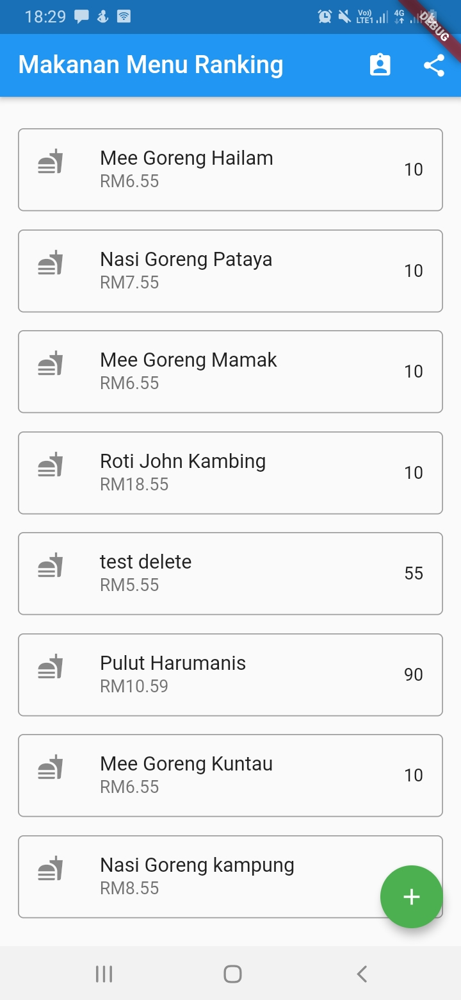 18:29
Vo)) LTE1 4G
DEBUG
Makanan Menu Ranking
Mee Goreng Hailam
RM6.55
10
Nasi Goreng Pataya
RM7.55
10
Mee Goreng Mamak
RM6.55
10
Roti John Kambing
RM18.55
10
test delete
RM5.55
55
Pulut Harumanis
RM10.59
90
Mee Goreng Kuntau
RM6.55
10
Nasi Goreng kampung
RM8.55
+